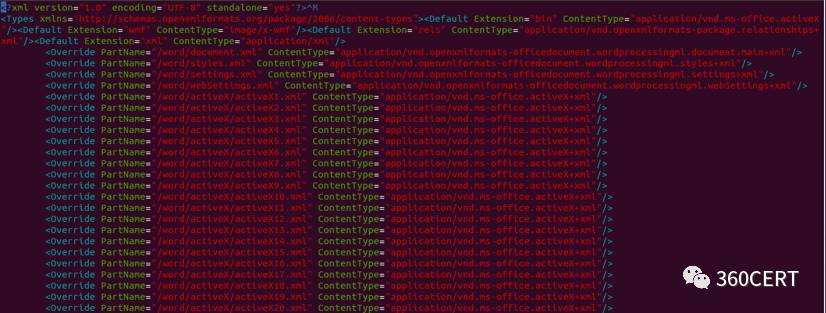 <?xml version="1.0" encoding="UTF-8" standalone="yes"?>^M
<Types xmlns="http://schemas.openxmlformats.org/package/2006/content-types"><Default Extension="bin" ContentType="application/vnd.ms-office.activeX
"/><Default Extension="wmf" ContentType="image/x-wmf"/><Default Extension="rels" ContentType="application/vnd.openxmlformats-package.relationships+
xml"/><Default Extension="xml" ContentType="application/xml"/>
<Override PartName="/word/document.xml" ContentType="application/vnd.openxmlformats-officedocument.wordprocessingml.document.main+xml"/>
<Override PartName="/word/styles.xml" ContentType="application/vnd.openxmlformats-officedocument.wordprocessingml.styles+xml"/>
<Override PartName="/word/settings.xml" ContentType="application/vnd.openxmlformats-officedocument.wordprocessingml.settings+xml"/>
<Override PartName="/word/webSettings.xml" ContentType="application/vnd.openxmlformats-officedocument.wordprocessingml.webSettings+xml"/>
<Override PartName="/word/activeX/activeX1.xml" ContentType="application/vnd.ms-office.activeX+xml"/>
<Override PartName="/word/activeX/activeX2.xml" ContentType="application/vnd.ms-office.activeX+xml"/>
<Override PartName="/word/activeX/activeX3.xml" ContentType="application/vnd.ms-office.activeX+xml"/>
<Override PartName="/word/activeX/activeX4.xml" ContentType="application/vnd.ms-office.activeX+xml"/>
<Override PartName="/word/activeX/activeX5.xml" ContentType="application/vnd.ms-office.activeX+xml"/>
<Override PartName="/word/activeX/activeX6.xml" ContentType="application/vnd.ms-office.activeX+xml"/>
<Override PartName="/word/activeX/activeX7.xml" ContentType="application/vnd.ms-office.activeX+xml"/>
<Override PartName="/word/activeX/activeX8.xml" ContentType="application/vnd.ms-office.activeX+xml"/>
<Override PartName="/word/activeX/activeX9.xml" ContentType="application/vnd.ms-office.activeX+xml"/>
<Override PartName="/word/activeX/activeX10.xml" ContentType="application/vnd.ms-office.activeX+xml"/>
<Override PartName="/word/activeX/activeX11.xml" ContentType="application/vnd.ms-office.activeX+xml"/>
<Override PartName="/word/activeX/activeX12.xml" ContentType="application/vnd.ms-office.activeX+xml"/>
<Override PartName="/word/activeX/activeX13.xml" ContentType="application/vnd.ms-office.activeX+xml"/>
<Override PartName="/word/activeX/activeX14.xml" ContentType="application/vnd.ms-office.activeX+xml"/>
<Override PartName="/word/activeX/activeX15.xml" ContentType="application/vnd.ms-office.activeX+xml"/>
<Override PartName="/word/activeX/activeX16.xml" ContentType="application/vnd.ms-office.activeX+xml"/>
<Override PartName="/word/activeX/activeX17.xml" ContentType="application/vnd.ms-office.activeX+xml"/>
<Override PartName="/word/activeX/activeX18.xml" ContentType="application/vnd.ms-office.activeX+xml"/>
<Override PartName="/word/activeX/activeX19.xml" ContentType="application/vnd.ms-office.activeX+xml"/>
<Override PartName="/word/activeX/activeX20.xml" ContentType="application/vnd.ms-office.activeX+xml"/>
360CERT